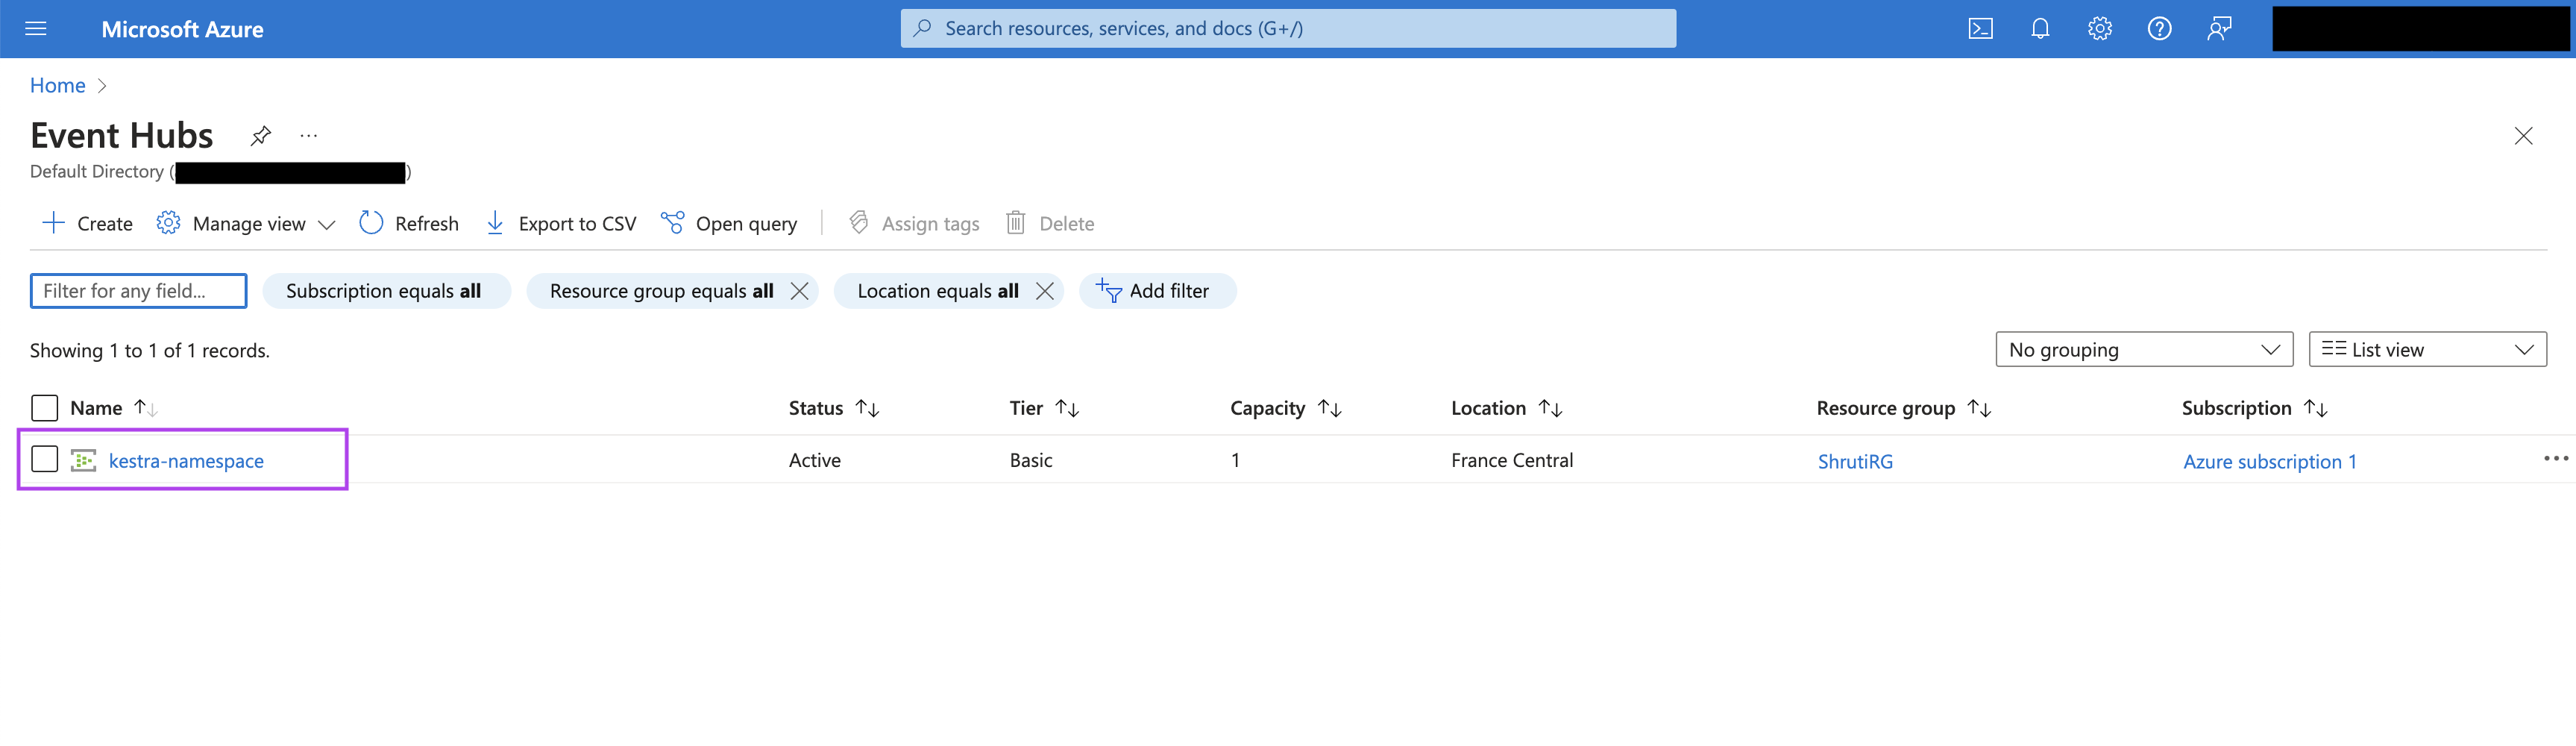 Microsoft Azure
Search resources, services, and docs (G+/)
Home
Event Hubs
Default Directory ( )
Create Manage view Refresh Export to CSV Open query Assign tags Delete
Filter for any field... Subscription equals all Resource group equals all Location equals all Add filter
Showing 1 to 1 of 1 records.
No grouping List view
Name Status Tier Capacity Location Resource group Subscription
kestra-namespace Active Basic 1 France Central ShrutiRG Azure subscription 1